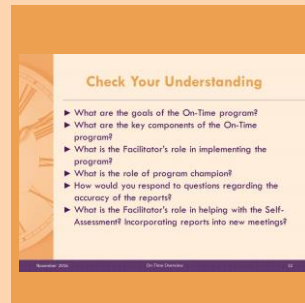 Check Your Understanding
► What are the goals of the On-Time program?
► What are the key components of the On-Time
program?
► What is the Facilitator's role in implementing the
program?
► What is the role of program champion?
► How would you respond to questions regarding the
accuracy of the reports?
► What is the Facilitator's role in helping with the Self-
Assessment? Incorporating reports into new meetings?
On-Time Overview